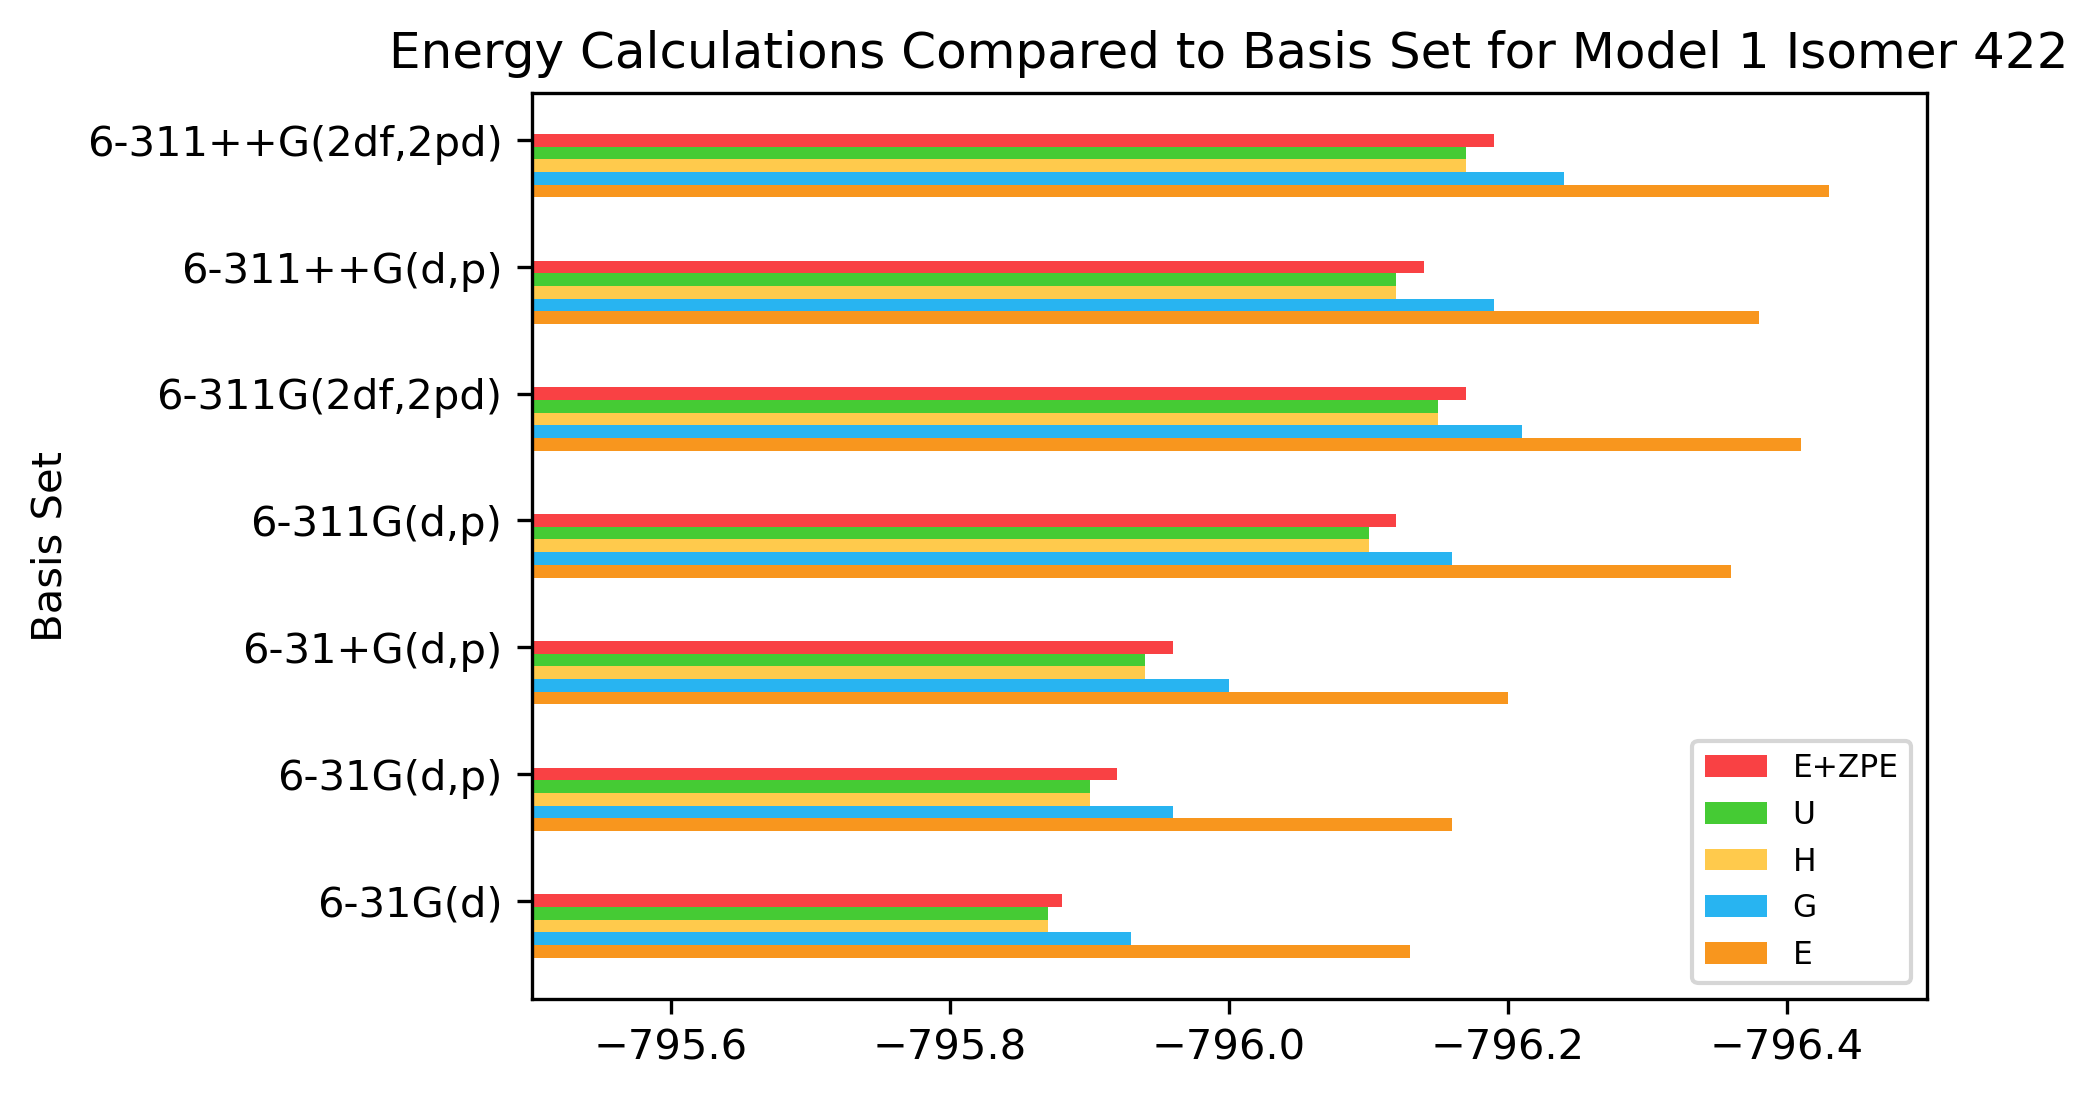 Energy Calculations Compared to Basis Set for Model 1 Isomer 422
6-311++G(2df,2pd)
6-311++G(d,p)
6-311G(2df,2pd)
6-311G(d,p)
6-31+G(d,p)
6-31G(d,p)
6-31G(d)
Basis Set
E+ZPE
U
H
G
E
−795.6
−795.8
−796.0
−796.2
−796.4